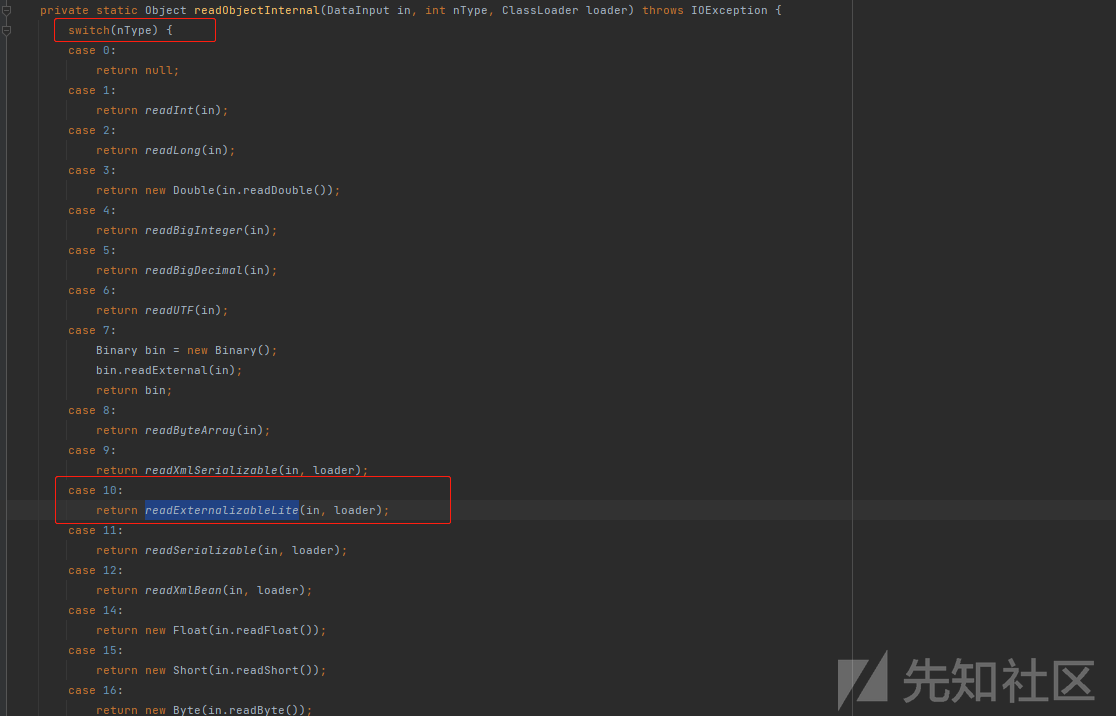 private static Object readObjectInternal(DataInput in, int nType, ClassLoader loader) throws IOException {
switch(nType) {
case 0:
return null;
case 1:
return readInt(in);
case 2:
return readLong(in);
case 3:
return new Double(in.readDouble());
case 4:
return readBigInteger(in);
case 5:
return readBigDecimal(in);
case 6:
return readUTF(in);
case 7:
Binary bin = new Binary();
bin.readExternal(in);
return bin;
case 8:
return readByteArray(in);
case 9:
return readXmlSerializable(in, loader);
case 10:
return readExternalizableLite(in, loader);
case 11:
return readSerializable(in, loader);
case 12:
return readXmlBean(in, loader);
case 14:
return new Float(in.readFloat());
case 15:
return new Short(in.readShort());
case 16:
return new Byte(in.readByte());
先知社区